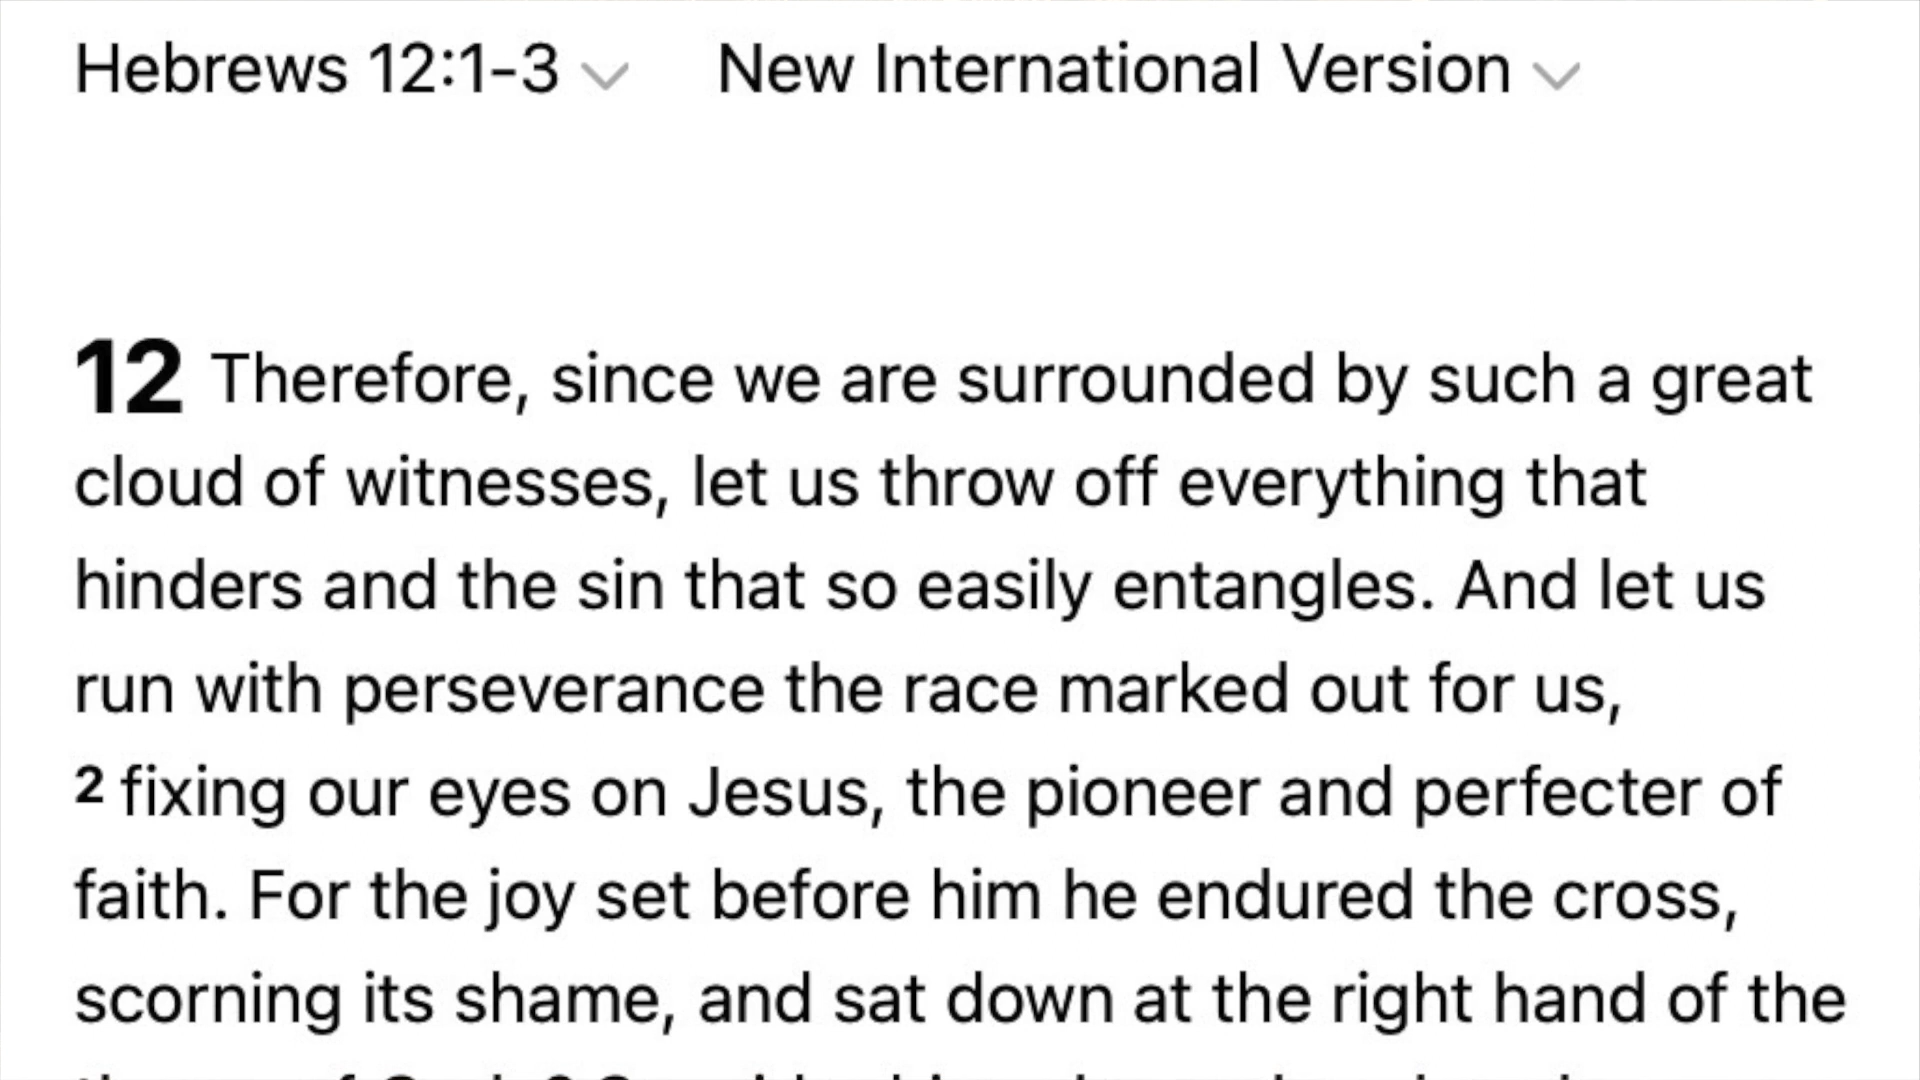 Hebrews 12:1-3 New International Version
12 Therefore, since we are surrounded by such a great
cloud of witnesses, let us throw off everything that
hinders and the sin that so easily entangles. And let us
run with perseverance the race marked out for us,
2 fixing our eyes on Jesus, the pioneer and perfecter of
faith. For the joy set before him he endured the cross,
scorning its shame, and sat down at the right hand of the